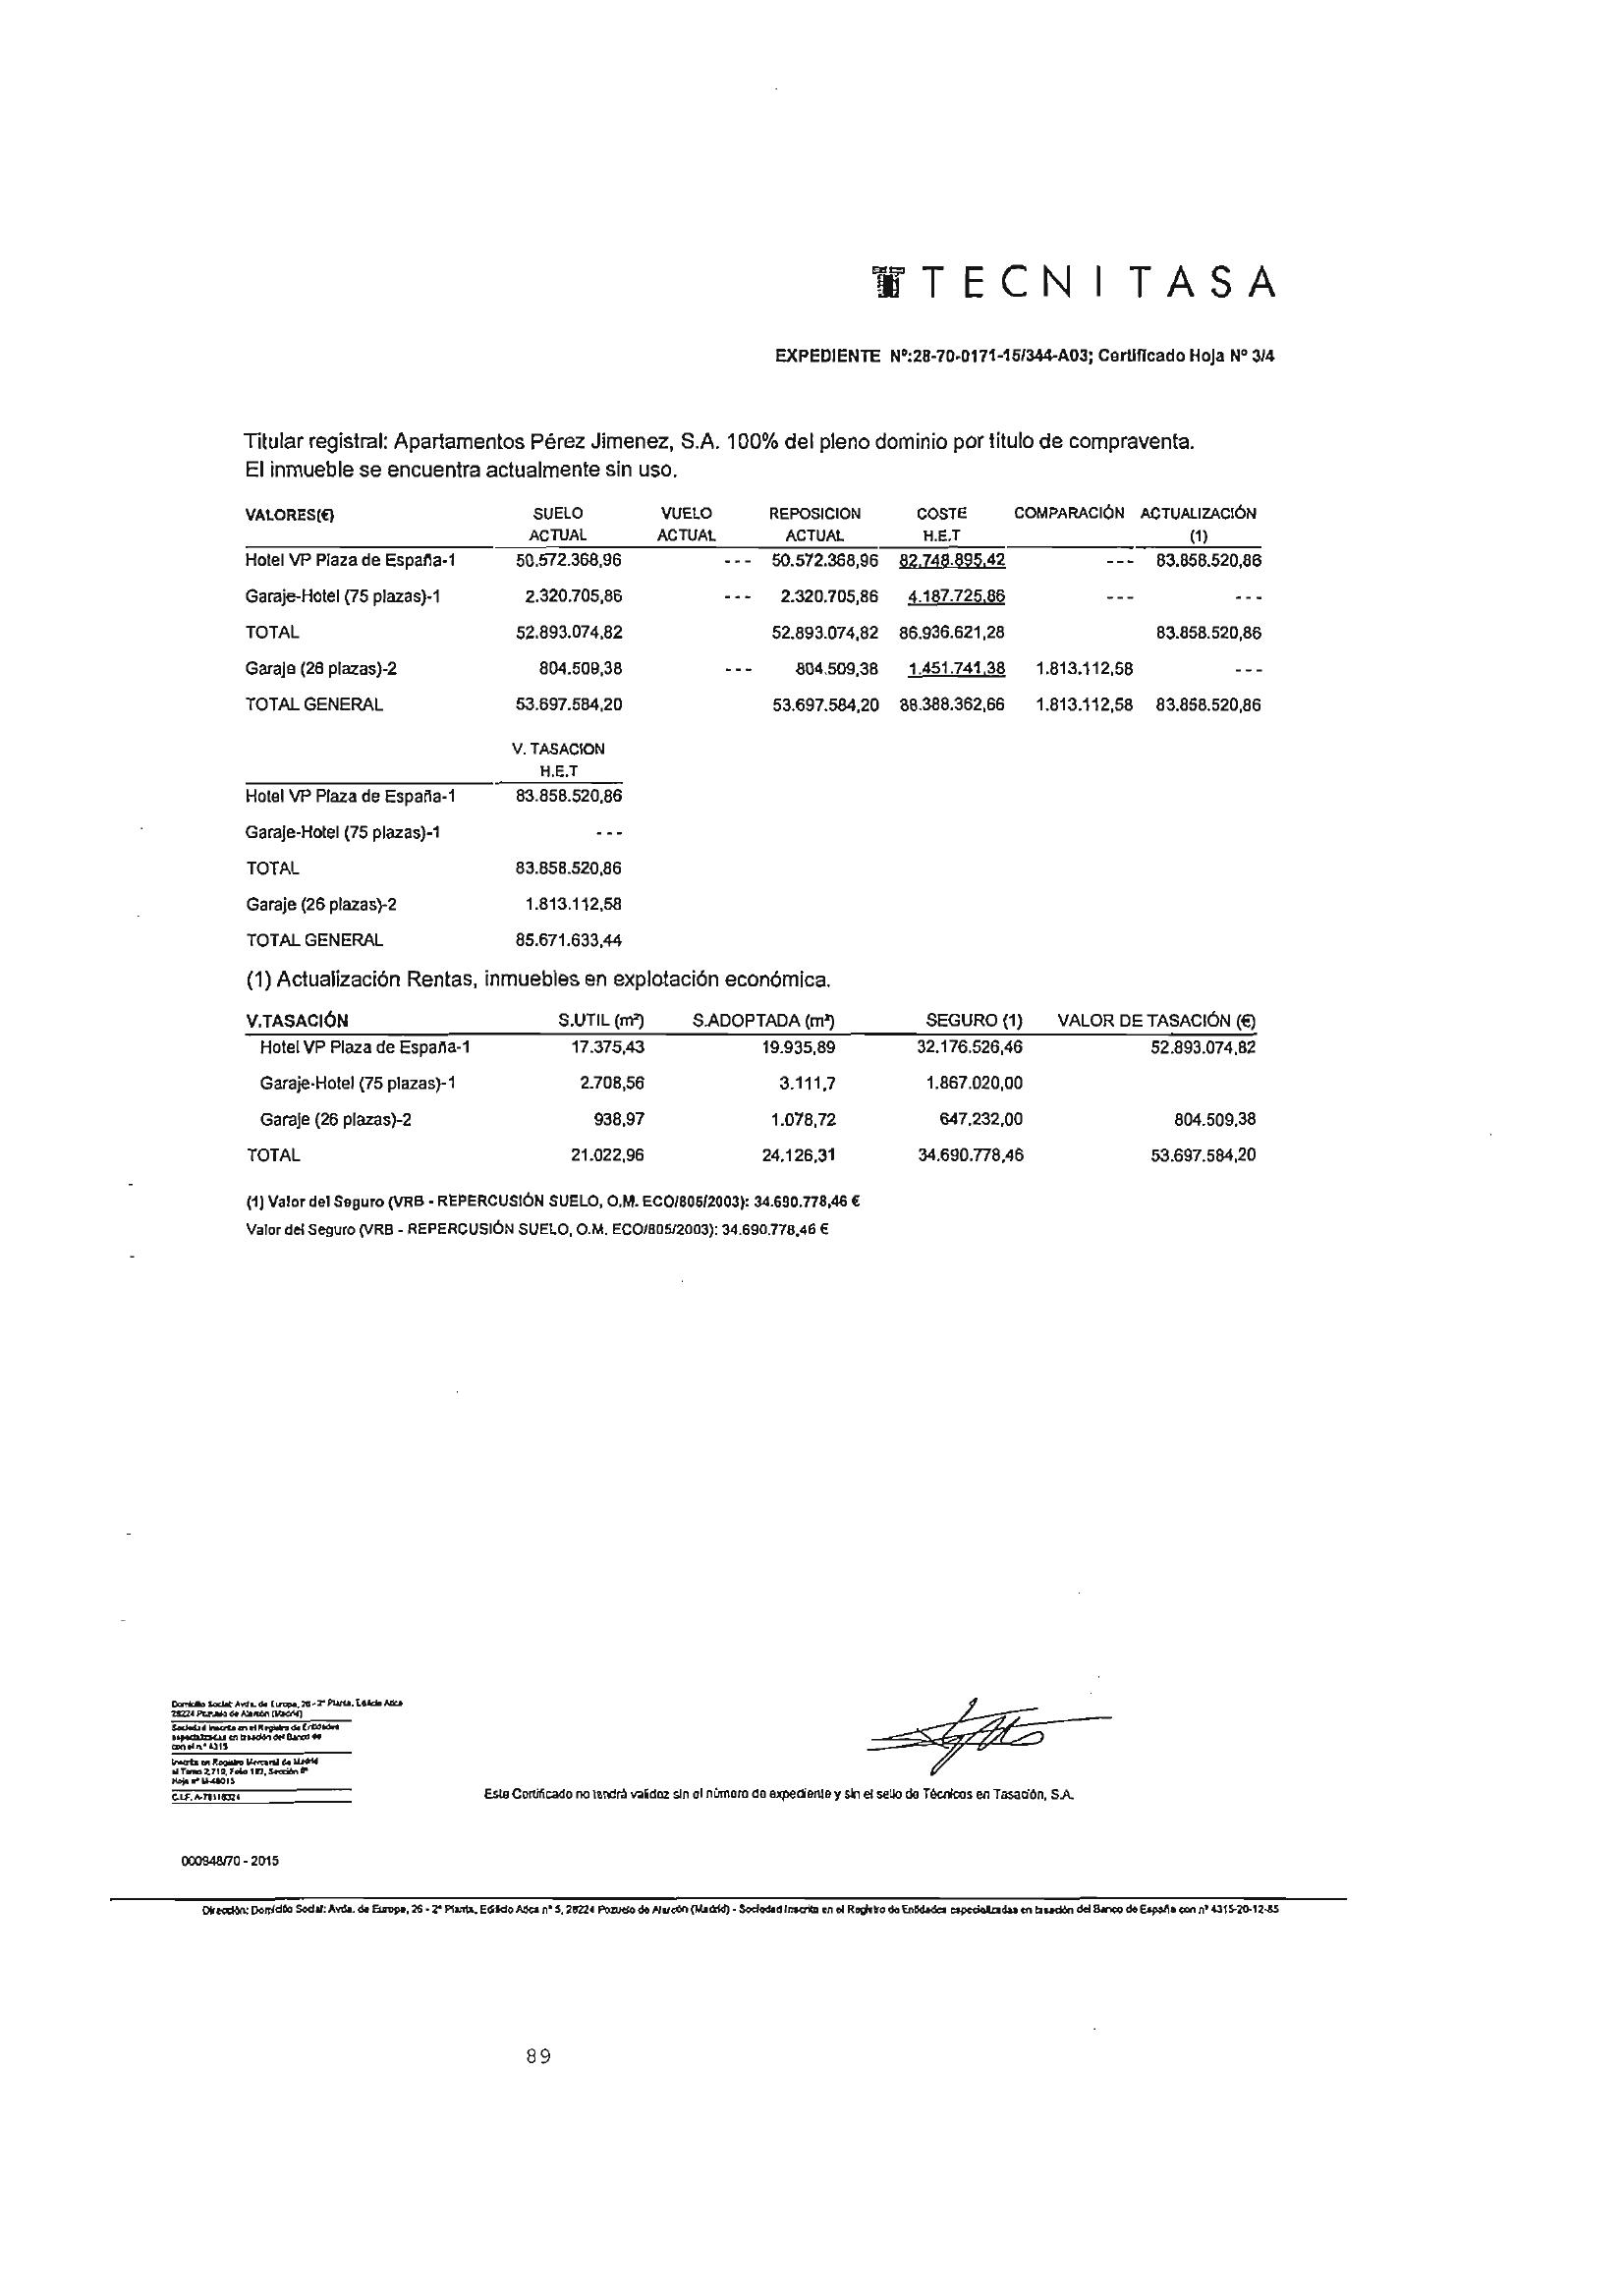 TECNITASA
EXPEDIENTE Nº:28-70-0171-15/344-A03; Certificado Hoja Nº 3/4
Titular registral: Apartamentos Pérez Jimenez, S.A. 100% del pleno dominio por título de compraventa.
El inmueble se encuentra actualmente sin uso.
VALORES(€) SUELO VUELO REPOSICION COSTE COMPARACIÓN ACTUALIZACIÓN
ACTUAL ACTUAL ACTUAL H.E.T (1)
Hotel VP Plaza de España-1 50.572.368,96 --- 50.572.368,96 82.748.895,42 --- 83.858.520,86
Garaje-Hotel (75 plazas)-1 2.320.705,86 --- 2.320.705,86 4.187.725,86 --- ---
TOTAL 52.893.074,82 52.893.074,82 86.936.621,28 83.858.520,86
Garaje (26 plazas)-2 804.509,38 --- 804.509,38 1.451.741,38 1.813.112,58 ---
TOTAL GENERAL 53.697.584,20 53.697.584,20 88.388.362,66 1.813.112,58 83.858.520,86
V. TASACION
H.E.T
Hotel VP Plaza de España-1 83.858.520,86
Garaje-Hotel (75 plazas)-1 ---
TOTAL 83.858.520,86
Garaje (26 plazas)-2 1.813.112,58
TOTAL GENERAL 85.671.633,44
(1) Actualización Rentas, inmuebles en explotación económica.
V.TASACIÓN S.UTIL (m²) S.ADOPTADA (m²) SEGURO (1) VALOR DE TASACIÓN (€)
Hotel VP Plaza de España-1 17.375,43 19.935,89 32.176.526,46 52.893.074,82
Garaje-Hotel (75 plazas)-1 2.708,56 3.111,7 1.867.020,00
Garaje (26 plazas)-2 938,97 1.078,72 647.232,00 804.509,38
TOTAL 21.022,96 24.126,31 34.690.778,46 53.697.584,20
(1) Valor del Seguro (VRB - REPERCUSIÓN SUELO, O.M. ECO/805/2003): 34.690.778,46 €
Valor del Seguro (VRB - REPERCUSIÓN SUELO, O.M. ECO/805/2003): 34.690.778,46 €
Domicilio Social: Avda. de Europa, 26 - 2ª Planta, Edificio Atica
28224 Pozuelo de Alarcón (Madrid)
Sociedad inscrita en el Registro de Entidades
especializadas en tasación del Banco de
con el n.º 4315
Inscrita en Registro Mercantil de Madrid
al Tomo 2.719, Folio 187, Sección 8ª
Hoja nº M-48015
C.I.F. A-78116324
Este Certificado no tendrá validez sin el número de expediente y sin el sello de Técnicos en Tasación, S.A.
000948/70 - 2015
Dirección: Domicilio Social: Avda. de Europa, 26 - 2ª Planta, Edificio Atica nº 5, 28224 Pozuelo de Alarcón (Madrid) - Sociedad Inscrita en el Registro de Entidades especializadas en tasación del Banco de España con nº 4315-20-12-85
89